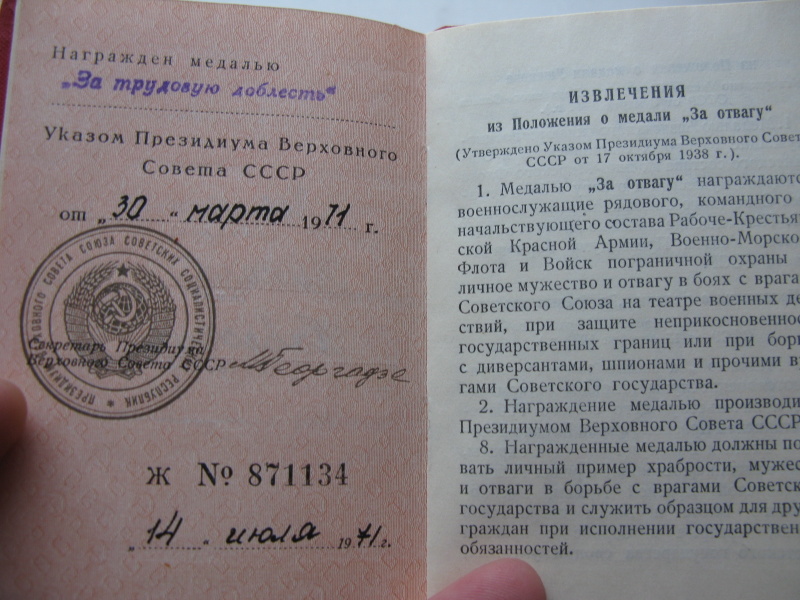 Награжден медалью
„За трудовую доблесть“
Указом Президиума Верховного
Совета СССР
от „30“ марта 1971 г.
Секретарь Президиума
Верховного Совета СССР МГеоргадзе
Ж № 871134
„14“ июля 1971 г.
ИЗВЛЕЧЕНИЯ
из Положения о медали „За отвагу“
(Утверждено Указом Президиума Верховного Совет
СССР от 17 октября 1938 г.).
1. Медалью „За отвагу“ награждаютс
военнослужащие рядового, командного
начальствующего состава Рабоче-Крестья
ской Красной Армии, Военно-Морско
Флота и Войск пограничной охраны
личное мужество и отвагу в боях с врага
Советского Союза на театре военных де
ствий, при защите неприкосновеннос
государственных границ или при борь
с диверсантами, шпионами и прочими вр
гами Советского государства.
2. Награждение медалью производи
Президиумом Верховного Совета СССР
8. Награжденные медалью должны по
вать личный пример храбрости, мужес
и отваги в борьбе с врагами Советск
государства и служить образцом для дру
граждан при исполнении государствен
обязанностей.